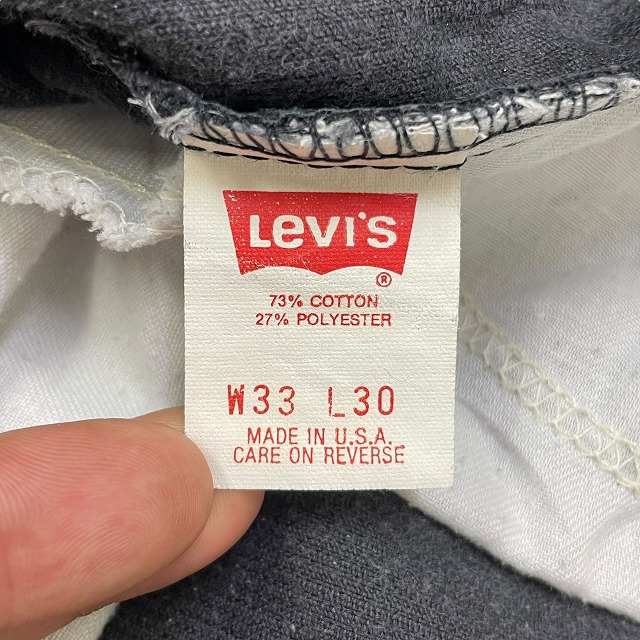 Levi's
®
73% COTTON
27% POLYESTER
W33 L30
MADE IN U.S.A.
CARE ON REVERSE